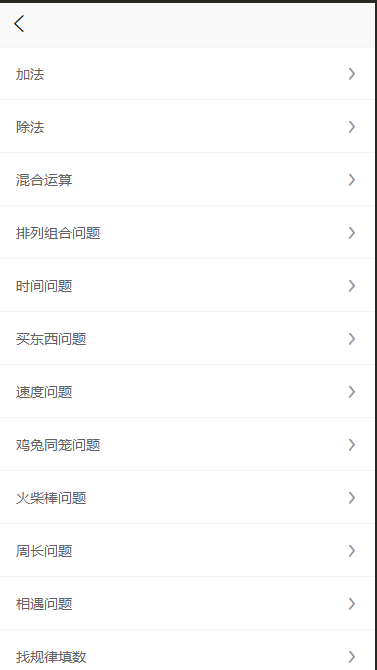 加法
除法
混合运算
排列组合问题
时间问题
买东西问题
速度问题
鸡兔同笼问题
火柴棒问题
周长问题
相遇问题
找规律填数